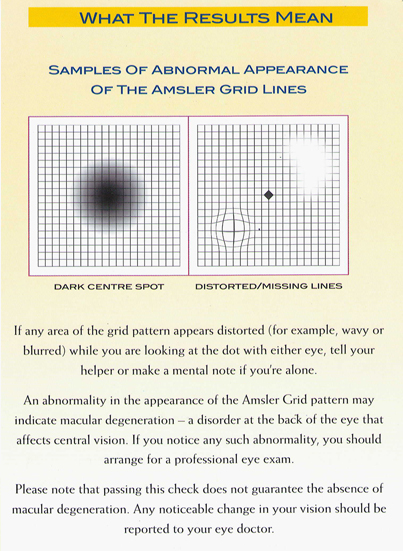 WHAT THE RESULTS MEAN
SAMPLES OF ABNORMAL APPEARANCE
OF THE AMSLER GRID LINES
DARK CENTRE SPOT
DISTORTED/MISSING LINES
If any area of the grid pattern appears distorted (for example, wavy or
blurred) while you are looking at the dot with either eye, tell your
helper or make a mental note if you're alone.
An abnormality in the appearance of the Amsler Grid pattern may
indicate macular degeneration – a disorder at the back of the eye that
affects central vision. If you notice any such abnormality, you should
arrange for a professional eye exam.
Please note that passing this check does not guarantee the absence of
macular degeneration. Any noticeable change in your vision should be
reported to your eye doctor.